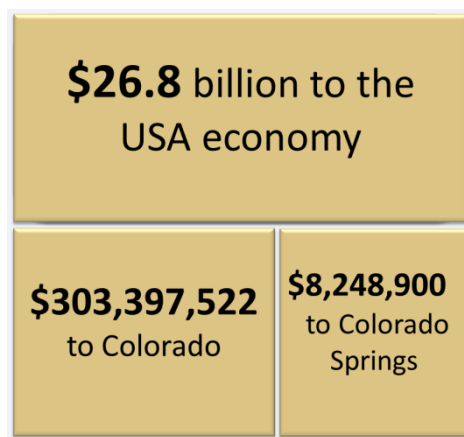 $26.8 billion to the
USA economy
$303,397,522
to Colorado
$8,248,900
to Colorado
Springs